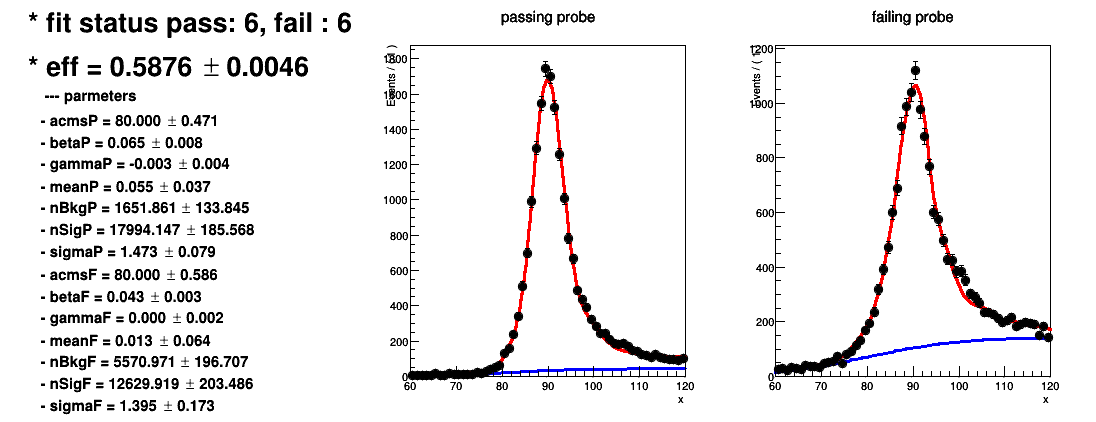 * fit status pass: 6, fail : 6
* eff = 0.5876 ± 0.0046
--- parmeters
- acmsP = 80.000 ± 0.471
- betaP = 0.065 ± 0.008
- gammaP = -0.003 ± 0.004
- meanP = 0.055 ± 0.037
- nBkgP = 1651.861 ± 133.845
- nSigP = 17994.147 ± 185.568
- sigmaP = 1.473 ± 0.079
- acmsF = 80.000 ± 0.586
- betaF = 0.043 ± 0.003
- gammaF = 0.000 ± 0.002
- meanF = 0.013 ± 0.064
- nBkgF = 5570.971 ± 196.707
- nSigF = 12629.919 ± 203.486
- sigmaF = 1.395 ± 0.173
passing probe
Events / (
1800
1600
1400
1200
1000
800
600
400
200
0
60 70 80 90 100 110 120
x
failing probe
Events / (
1200
1000
800
600
400
200
0
60 70 80 90 100 110 120
x